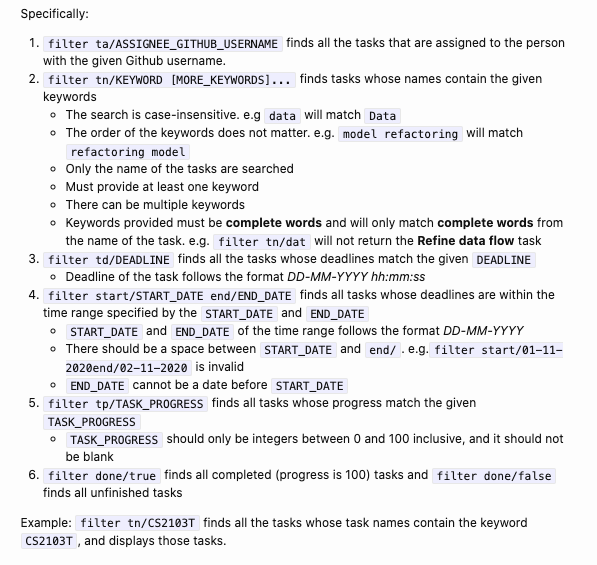 Specifically:
1. filter ta/ASSIGNEE_GITHUB_USERNAME finds all the tasks that are assigned to the person
with the given Github username.
2. filter tn/KEYWORD [MORE_KEYWORDS]... finds tasks whose names contain the given
keywords
The search is case-insensitive. e.g data will match Data
The order of the keywords does not matter. e.g. model refactoring will match
refactoring model
Only the name of the tasks are searched
Must provide at least one keyword
There can be multiple keywords
Keywords provided must be complete words and will only match complete words from
the name of the task. e.g. filter tn/dat will not return the Refine data flow task
3. filter td/DEADLINE finds all the tasks whose deadlines match the given DEADLINE
Deadline of the task follows the format DD-MM-YYYY hh:mm:ss
4. filter start/START_DATE end/END_DATE finds all tasks whose deadlines are within the
time range specified by the START_DATE and END_DATE
START_DATE and END_DATE of the time range follows the format DD-MM-YYYY
There should be a space between START_DATE and end/ . e.g. filter start/01-11-
2020end/02-11-2020 is invalid
END_DATE cannot be a date before START_DATE
5. filter tp/TASK_PROGRESS finds all tasks whose progress match the given
TASK_PROGRESS
TASK_PROGRESS should only be integers between 0 and 100 inclusive, and it should not
be blank
6. filter done/true finds all completed (progress is 100) tasks and filter done/false
finds all unfinished tasks
Example: filter tn/CS2103T finds all the tasks whose task names contain the keyword
CS2103T , and displays those tasks.